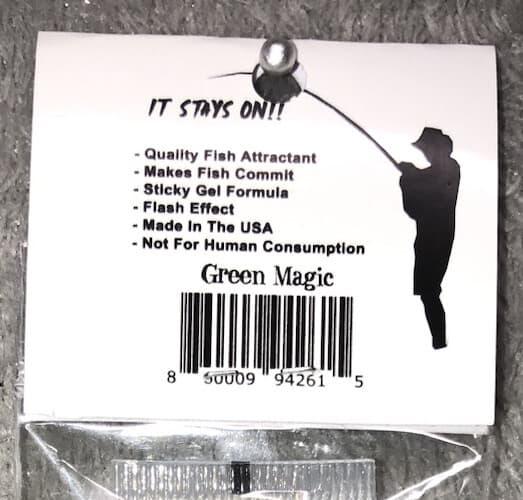 IT STAYS ON!!
- Quality Fish Attractant
- Makes Fish Commit
- Sticky Gel Formula
- Flash Effect
- Made In The USA
- Not For Human Consumption
Green Magic
8 50009 94261 5